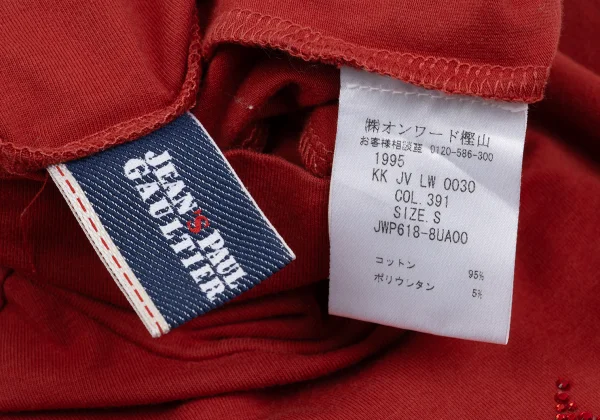 JEAN'S PAUL
GAULTIER
㈱オンワード樫山
お客様相談室 0120-586-300
1995
KK JV LW 0030
COL.391
SIZE.S
JWP618-8UA00
コットン 95%
ポリウレタン 5%